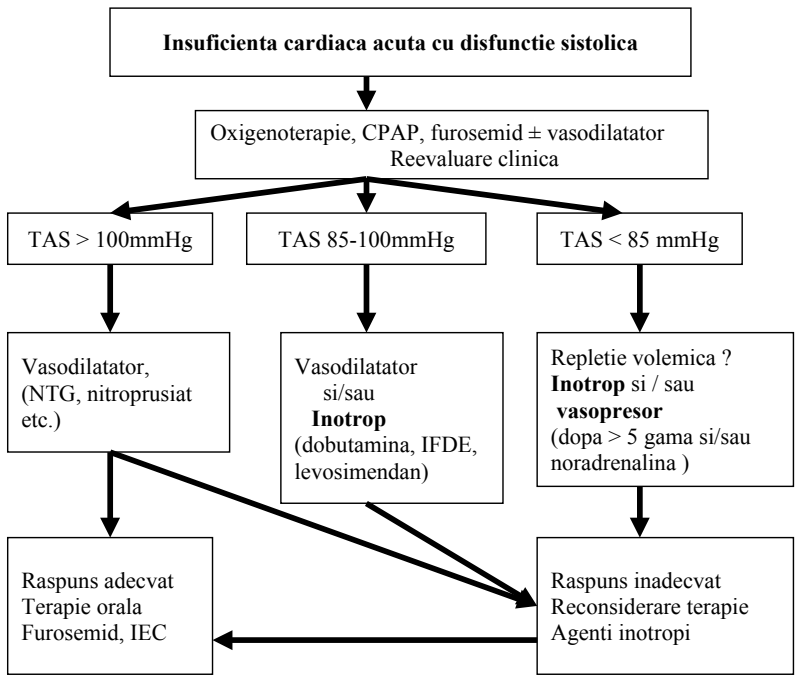 Insuficienta cardiaca acuta cu disfunctie sistolica
Oxigenoterapie, CPAP, furosemid ± vasodilatator
Reevaluare clinica
TAS > 100mmHg
TAS 85-100mmHg
TAS < 85 mmHg
Vasodilatator,
(NTG, nitroprusiat
etc.)
Vasodilatator
si/sau
Inotrop
(dobutamina, IFDE,
levosimendan)
Repletie volemica ?
Inotrop si / sau
vasopresor
(dopa > 5 gama si/sau
noradrenalina )
Raspuns adecvat
Terapie orala
Furosemid, IEC
Raspuns inadecvat
Reconsiderare terapie
Agenti inotropi